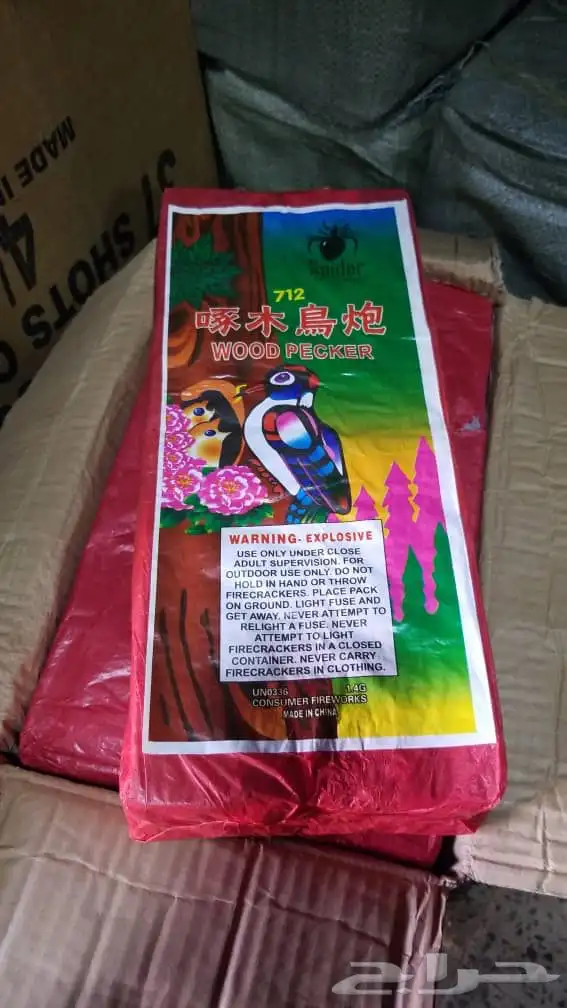 MADE IN
SHOTS
Spider
712
啄木鳥炮
WOOD PECKER
WARNING- EXPLOSIVE
USE ONLY UNDER CLOSE
ADULT SUPERVISION. FOR
OUTDOOR USE ONLY. DO NOT
HOLD IN HAND OR THROW
FIRECRACKERS. PLACE PACK
ON GROUND. LIGHT FUSE AND
GET AWAY. NEVER ATTEMPT TO
RELIGHT A FUSE. NEVER
ATTEMPT TO LIGHT
FIRECRACKERS IN A CLOSED
CONTAINER. NEVER CARRY
FIRECRACKERS IN CLOTHING.
UN0336 1.4G
CONSUMER FIREWORKS
MADE IN CHINA
حراج